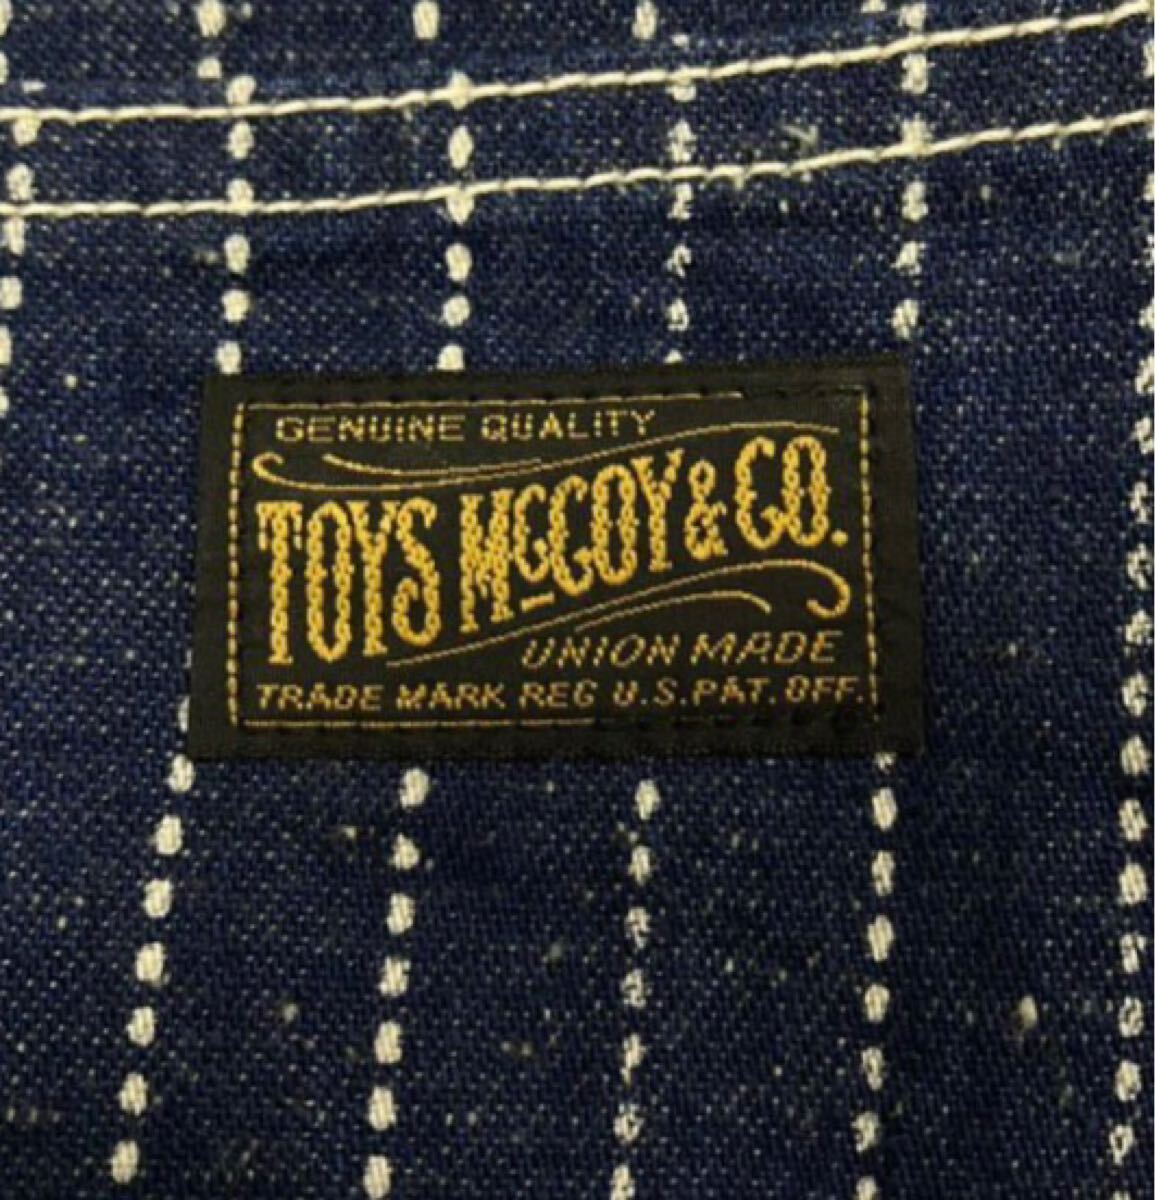 GENUINE QUALITY
TOYS McCOY & CO.
UNION MADE
TRADE MARK REG U.S. PAT. OFF.